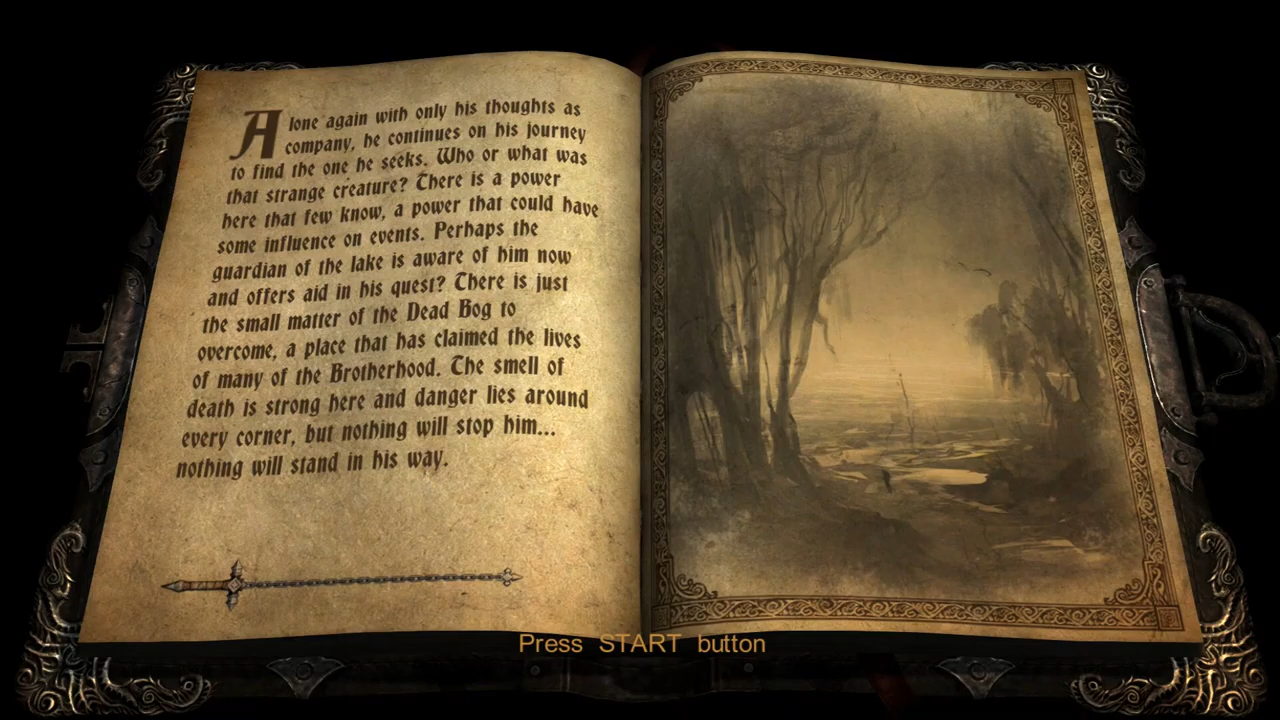 Alone again with only his thoughts as
company, he continues on his journey
to find the one he seeks. Who or what was
that strange creature? There is a power
here that few know, a power that could have
some influence on events. Perhaps the
guardian of the lake is aware of him now
and offers aid in his quest? There is just
the small matter of the Dead Bog to
overcome, a place that has claimed the lives
of many of the Brotherhood. The smell of
death is strong here and danger lies around
every corner, but nothing will stop him...
nothing will stand in his way.
Press START button